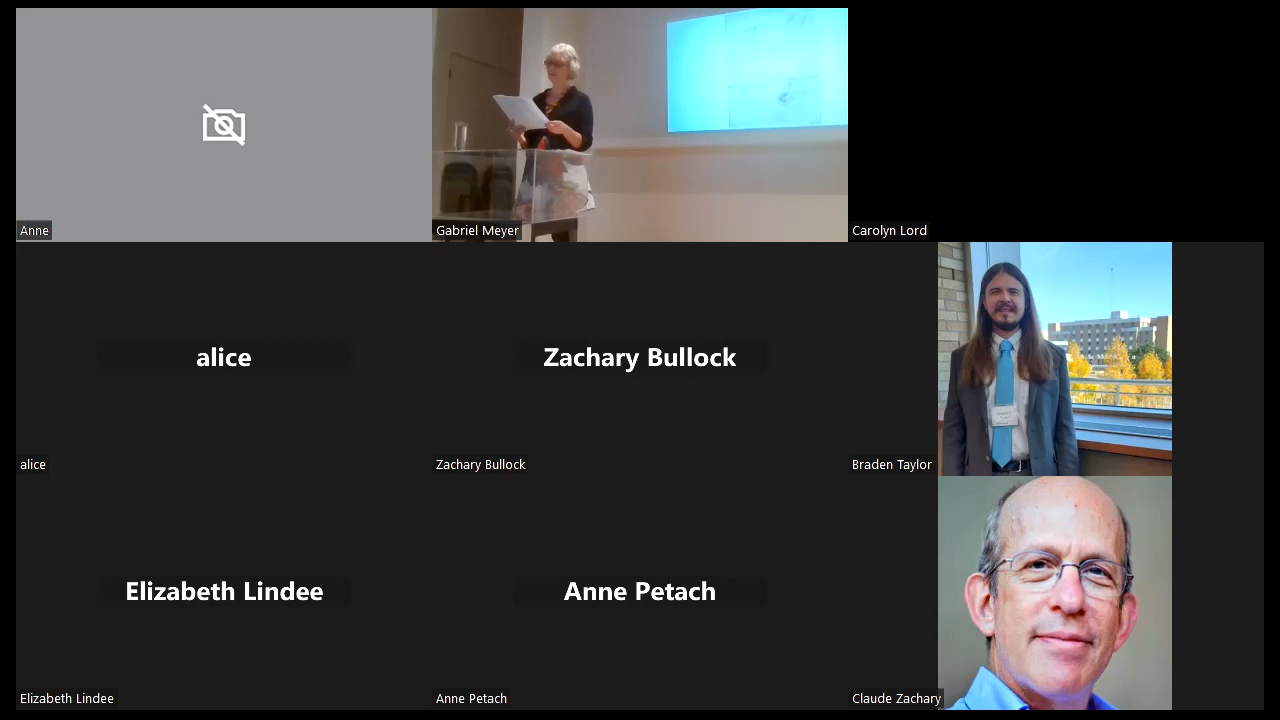 Anne
Gabriel Meyer
Carolyn Lord
alice
Zachary Bullock
alice
Zachary Bullock
Braden Taylor
Elizabeth Lindee
Anne Petach
Elizabeth Lindee
Anne Petach
Claude Zachary